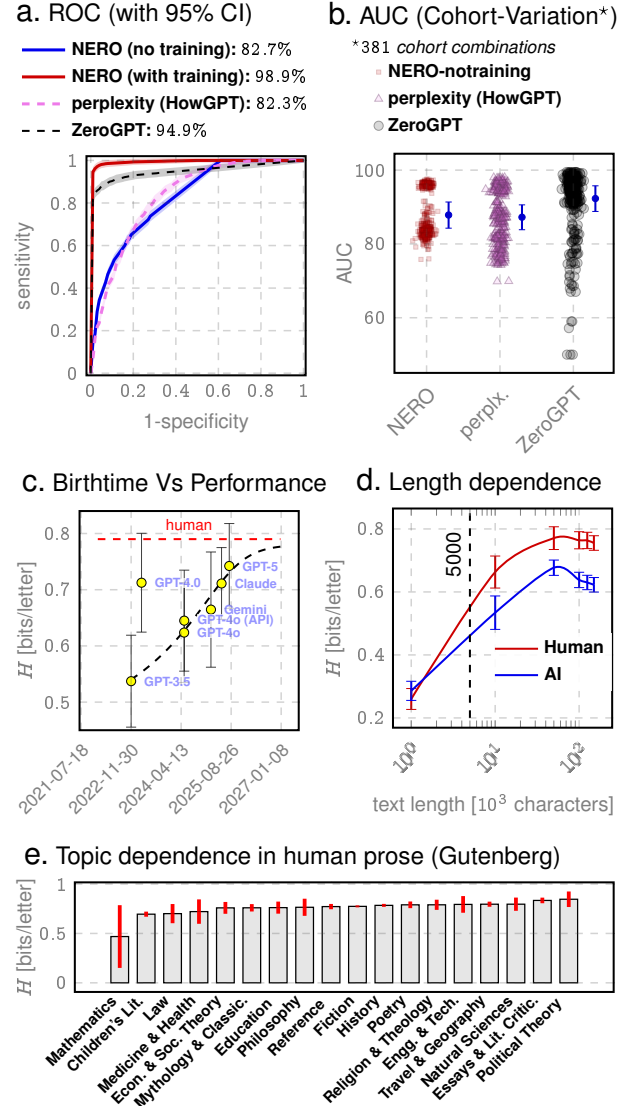 a. ROC (with 95% CI)
NERO (no training): 82.7%
NERO (with training): 98.9%
perplexity (HowGPT): 82.3%
ZeroGPT: 94.9%
1
0.8
0.6
0.4
0.2
0
sensitivity
0 0.2 0.4 0.6 0.8 1
1-specificity
b. AUC (Cohort-Variation*)
*381 cohort combinations
NERO-notraining
perplexity (HowGPT)
ZeroGPT
100
80
60
AUC
NERO
perplx.
ZeroGPT
c. Birthtime Vs Performance
human
0.8
0.7
0.6
0.5
H [bits/letter]
GPT-5
GPT-4.0
Claude
Gemini
GPT-4o (API)
GPT-4o
GPT-3.5
2021-07-18
2022-11-30
2024-04-13
2025-08-26
2027-01-08
d. Length dependence
0.8
0.6
0.4
0.2
H [bits/letter]
5000
Human
AI
10^0
10^1
10^2
text length [10^3 characters]
e. Topic dependence in human prose (Gutenberg)
1
0.5
0
H [bits/letter]
Mathematics
Children's Lit.
Law
Medicine & Health
Econ. & Soc. Theory
Mythology & Classic.
Education
Philosophy
Reference
Fiction
History
Poetry
Religion & Theology
Engg. & Tech.
Travel & Geography
Natural Sciences
Essays & Lit. Critic.
Political Theory